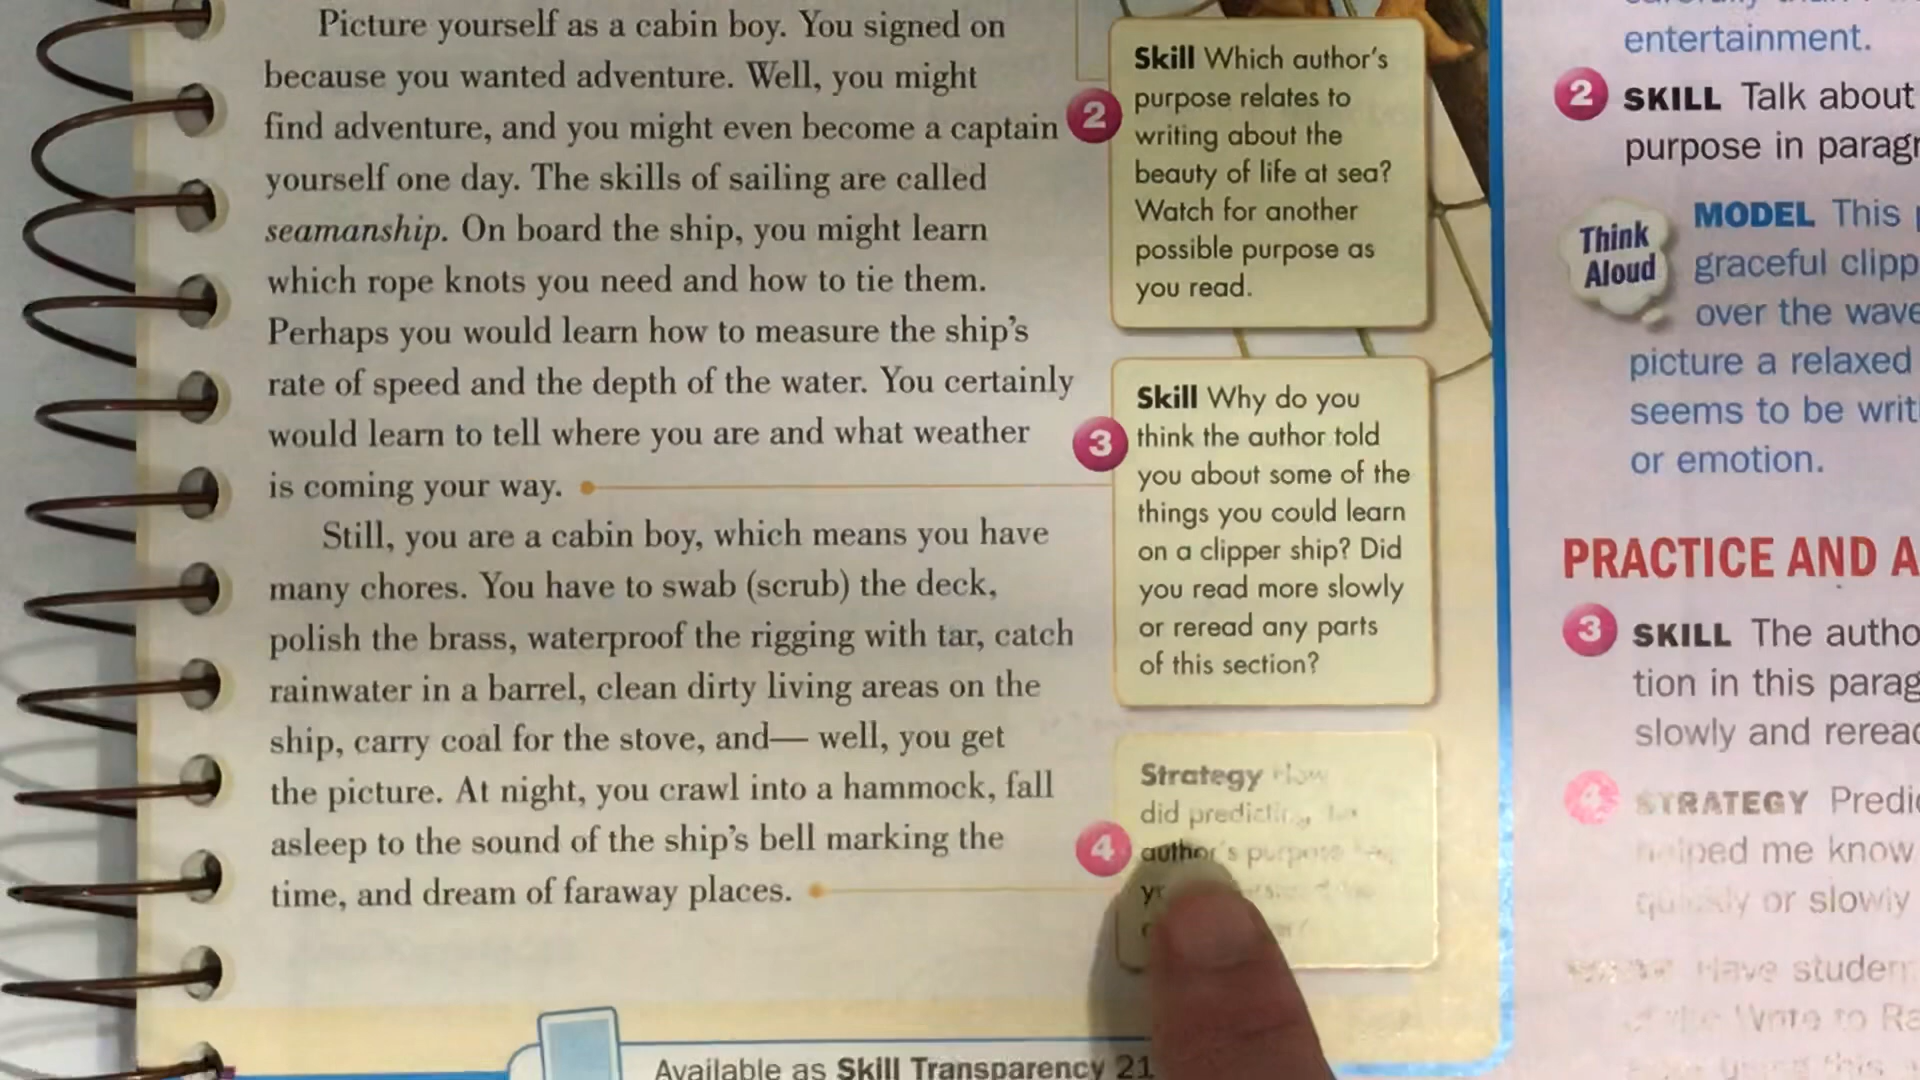 Picture yourself as a cabin boy. You signed on
because you wanted adventure. Well, you might
find adventure, and you might even become a captain
yourself one day. The skills of sailing are called
seamanship. On board the ship, you might learn
which rope knots you need and how to tie them.
Perhaps you would learn how to measure the ship's
rate of speed and the depth of the water. You certainly
would learn to tell where you are and what weather
is coming your way.
Still, you are a cabin boy, which means you have
many chores. You have to swab (scrub) the deck,
polish the brass, waterproof the rigging with tar, catch
rainwater in a barrel, clean dirty living areas on the
ship, carry coal for the stove, and— well, you get
the picture. At night, you crawl into a hammock, fall
asleep to the sound of the ship's bell marking the
time, and dream of faraway places.
2
Skill Which author's
purpose relates to
writing about the
beauty of life at sea?
Watch for another
possible purpose as
you read.
3
Skill Why do you
think the author told
you about some of the
things you could learn
on a clipper ship? Did
you read more slowly
or reread any parts
of this section?
4
Strategy How
did predicting
author's purpose
Available as Skill Transparency 21
entertainment.
2 SKILL Talk about
purpose in paragr
Think
Aloud
MODEL This
graceful clipp
over the wave
picture a relaxed
seems to be writ
or emotion.
PRACTICE AND A
3 SKILL The autho
tion in this parag
slowly and reread
4 STRATEGY Predic
helped me know
quickly or slowly
Have studen
Write to Re